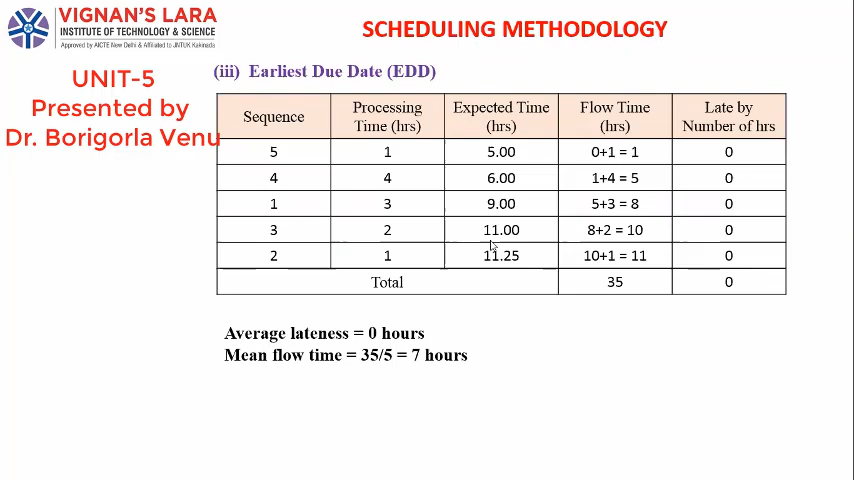 VIGNAN'S LARA
INSTITUTE OF TECHNOLOGY & SCIENCE
Approved by AICTE New Delhi & Affiliated to JNTUK Kakinada
SCHEDULING METHODOLOGY
UNIT-5
Presented by
Dr. Borigorla Venu
(iii) Earliest Due Date (EDD)
Sequence Processing Time (hrs) Expected Time (hrs) Flow Time (hrs) Late by Number of hrs
5 1 5.00 0+1 = 1 0
4 4 6.00 1+4 = 5 0
1 3 9.00 5+3 = 8 0
3 2 11.00 8+2 = 10 0
2 1 11.25 10+1 = 11 0
Total 35 0
Average lateness = 0 hours
Mean flow time = 35/5 = 7 hours